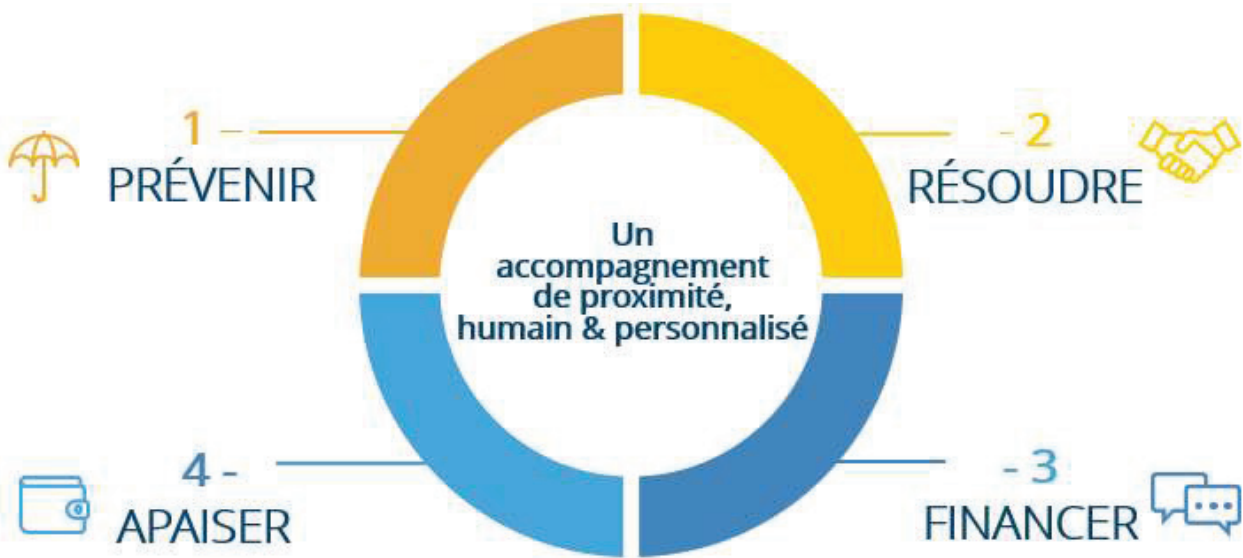 1 –
PRÉVENIR
- 2
RÉSOUDRE
Un
accompagnement
de proximité,
humain & personnalisé
4 -
APAISER
- 3
FINANCER